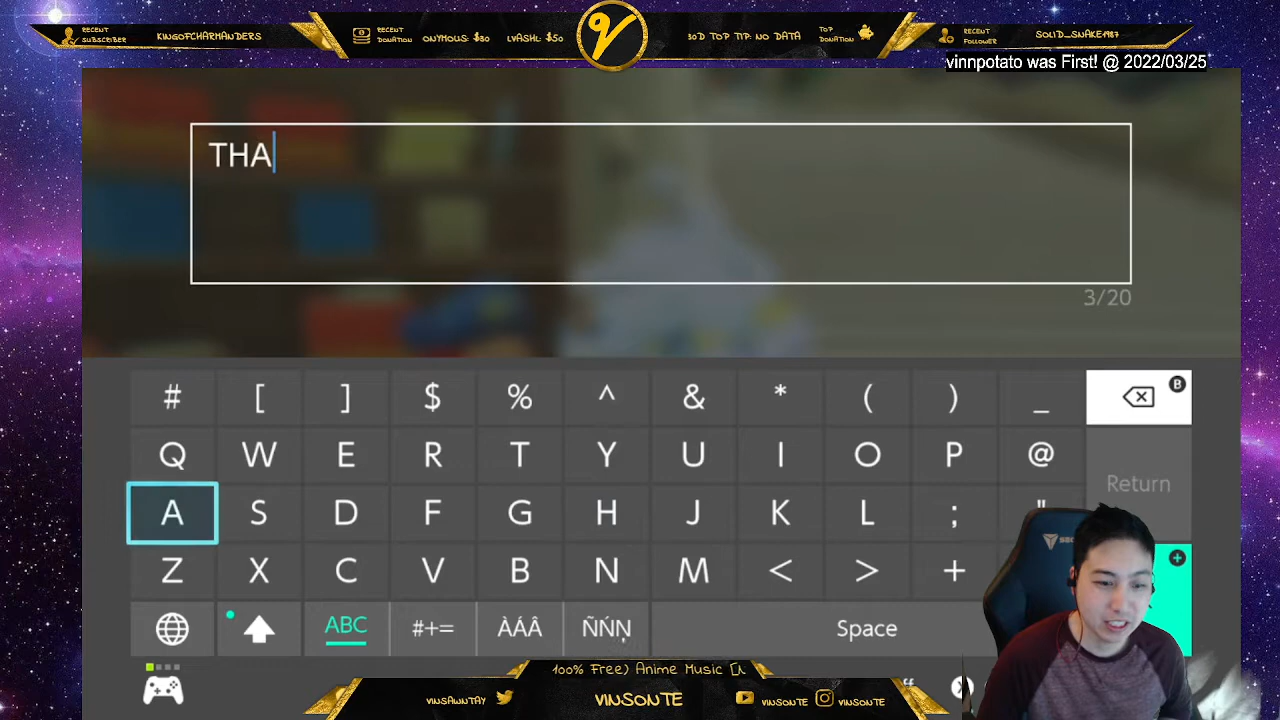 RECENT SUBSCRIBER
KINGOFCHARMANDERS
RECENT DONATION
ONYMOUS: $30
LVASHL: $50
30D TOP TIP: NO DATA
TOP DONATION
RECENT FOLLOWER
SOLID_SNAKE1987
vinnpotato was First! @ 2022/03/25
THA
3/20
# [ ] $ % ^ & * ( ) _ B
Q W E R T Y U I O P @
Return
A S D F G H J K L ; "
Z X C V B N M < > + +
ABC #+= ÀÁÂ ÑŃŅ Space
100% Free) Anime Music
VINSAWNTAY
VINSONTE
VINSONTE
VINSONTE